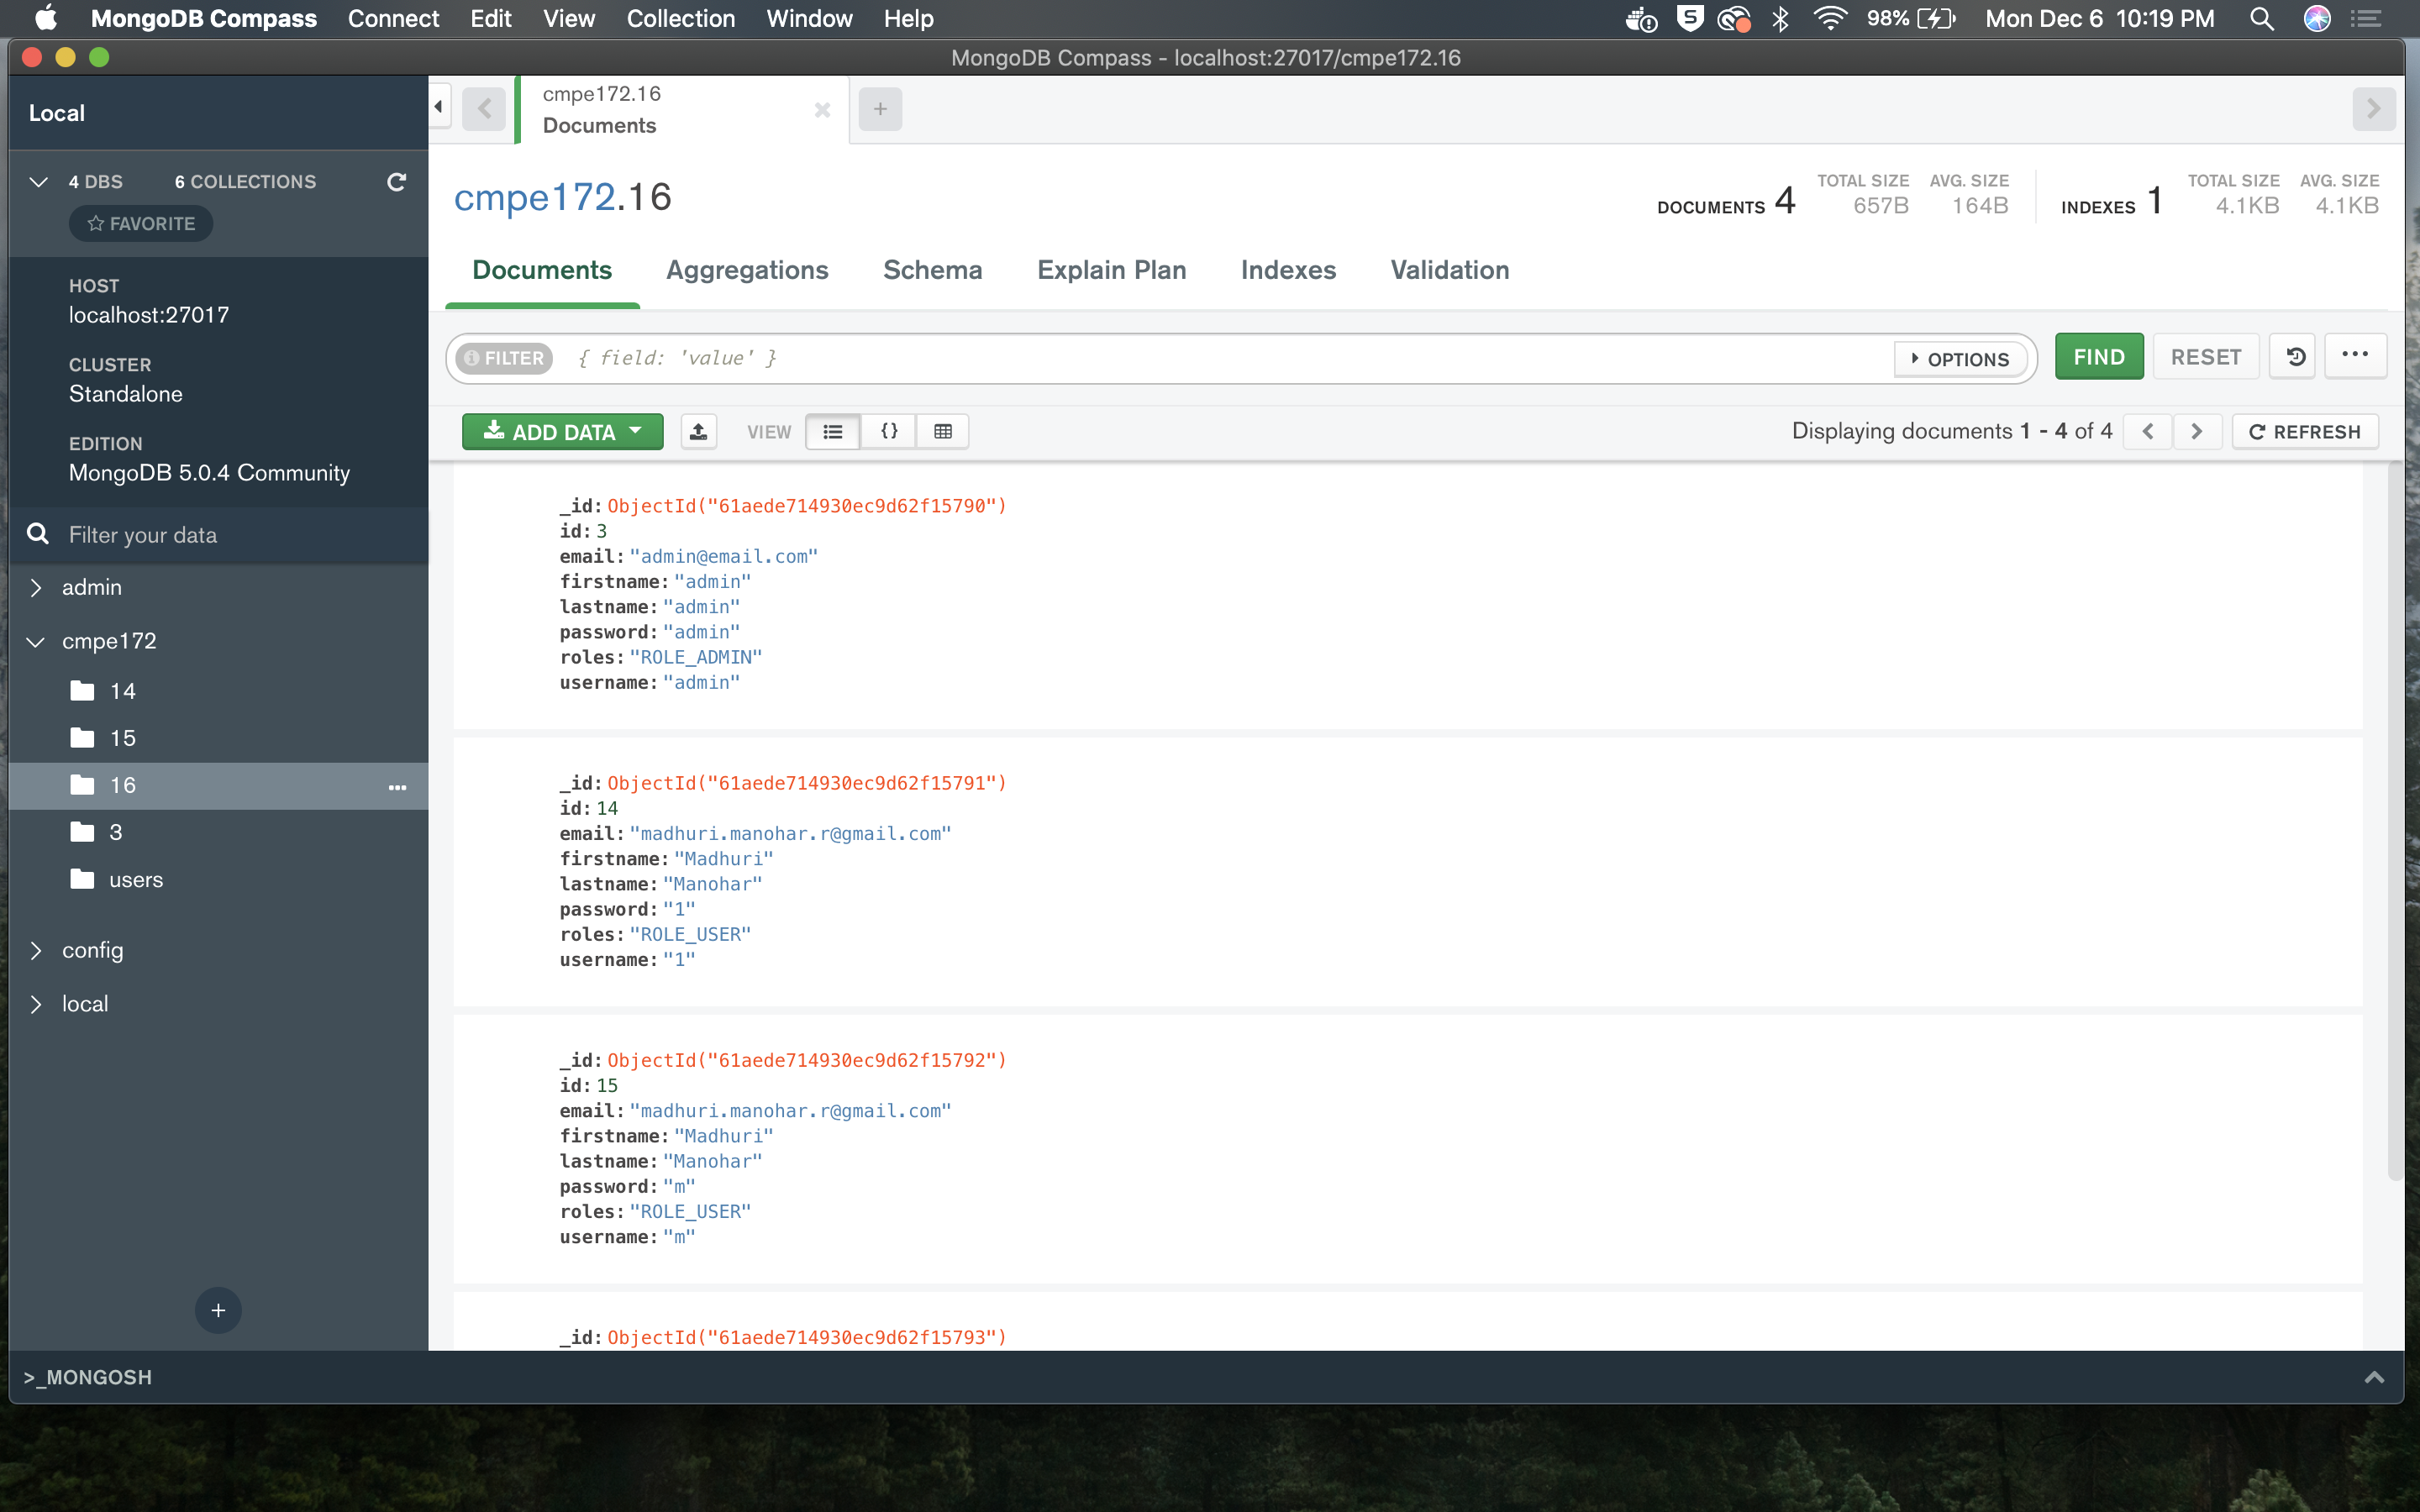 MongoDB Compass Connect Edit View Collection Window Help 98% Mon Dec 6 10:19 PM
MongoDB Compass - localhost:27017/cmpe172.16
Local
4 DBS 6 COLLECTIONS
FAVORITE
HOST
localhost:27017
CLUSTER
Standalone
EDITION
MongoDB 5.0.4 Community
Filter your data
admin
cmpe172
14
15
16
3
users
config
local
cmpe172.16
Documents
cmpe172.16
DOCUMENTS 4 TOTAL SIZE 657B AVG. SIZE 164B INDEXES 1 TOTAL SIZE 4.1KB AVG. SIZE 4.1KB
Documents Aggregations Schema Explain Plan Indexes Validation
FILTER { field: 'value' } OPTIONS FIND RESET
ADD DATA VIEW {} Displaying documents 1 - 4 of 4 REFRESH
_id: ObjectId("61aede714930ec9d62f15790")
id: 3
email: "admin@email.com"
firstname: "admin"
lastname: "admin"
password: "admin"
roles: "ROLE_ADMIN"
username: "admin"
_id: ObjectId("61aede714930ec9d62f15791")
id: 14
email: "madhuri.manohar.r@gmail.com"
firstname: "Madhuri"
lastname: "Manohar"
password: "1"
roles: "ROLE_USER"
username: "1"
_id: ObjectId("61aede714930ec9d62f15792")
id: 15
email: "madhuri.manohar.r@gmail.com"
firstname: "Madhuri"
lastname: "Manohar"
password: "m"
roles: "ROLE_USER"
username: "m"
_id: ObjectId("61aede714930ec9d62f15793")
>_MONGOSH